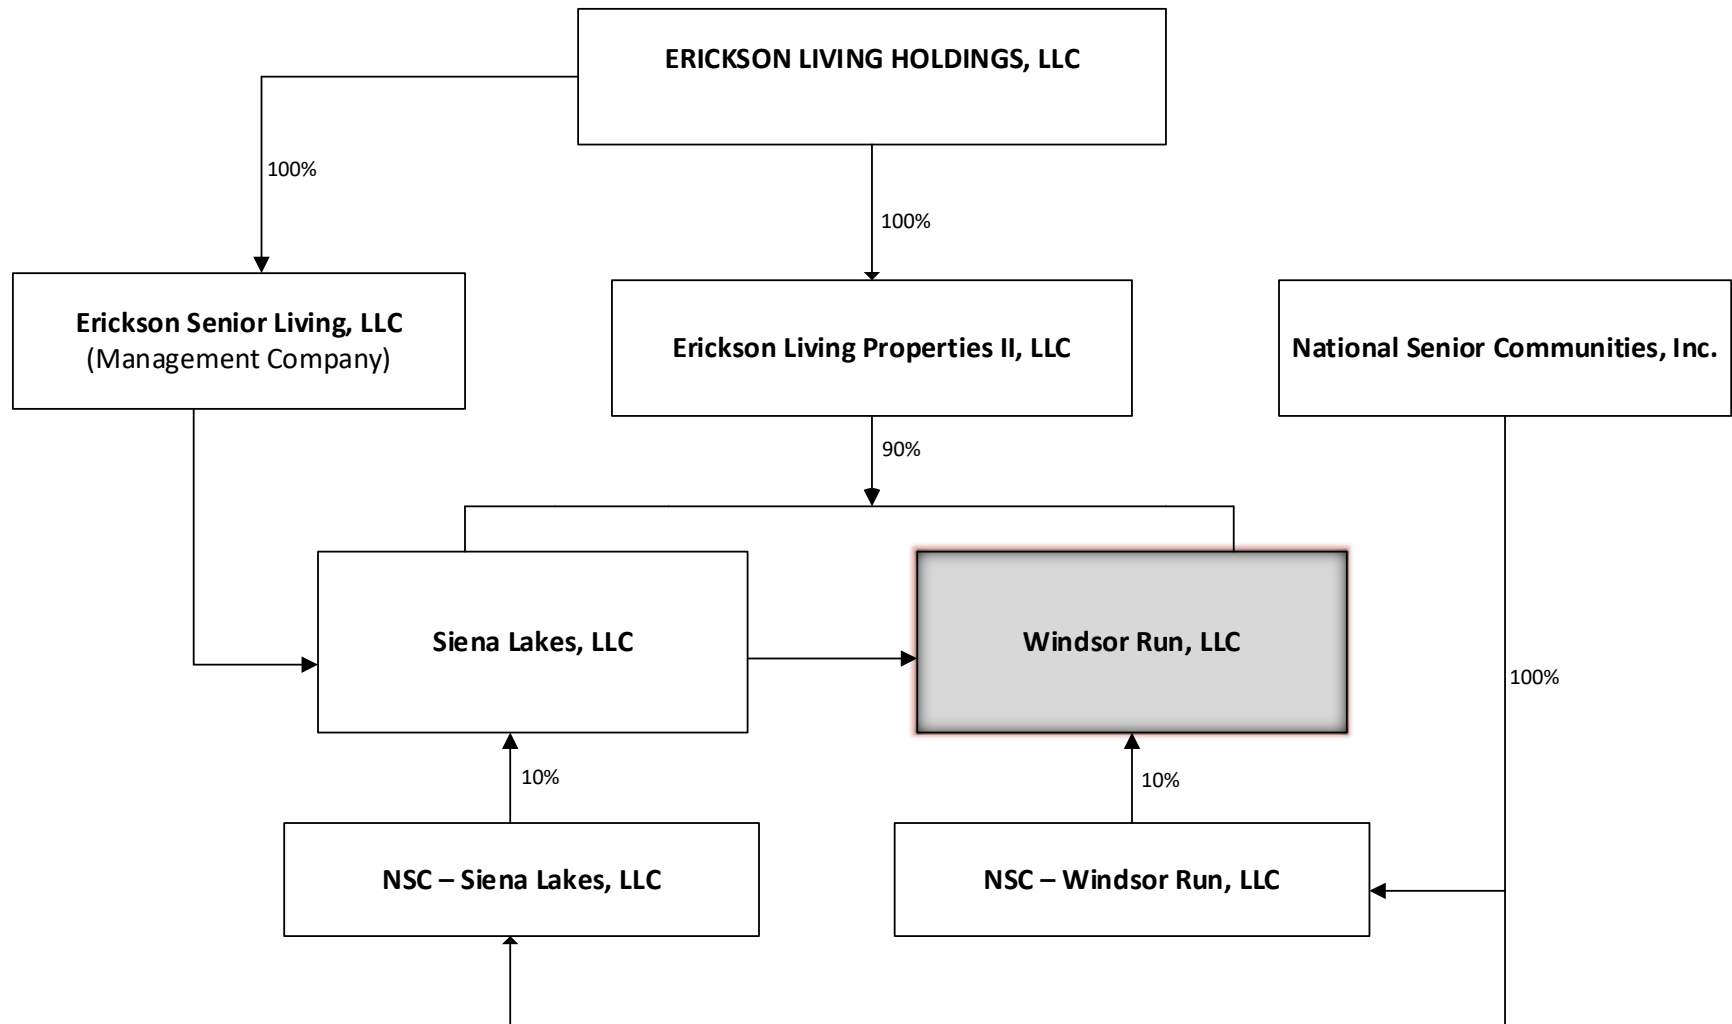 ERICKSON LIVING HOLDINGS, LLC
100%
100%
Erickson Senior Living, LLC
(Management Company)
Erickson Living Properties II, LLC
National Senior Communities, Inc.
90%
Siena Lakes, LLC
Windsor Run, LLC
100%
10%
10%
NSC – Siena Lakes, LLC
NSC – Windsor Run, LLC